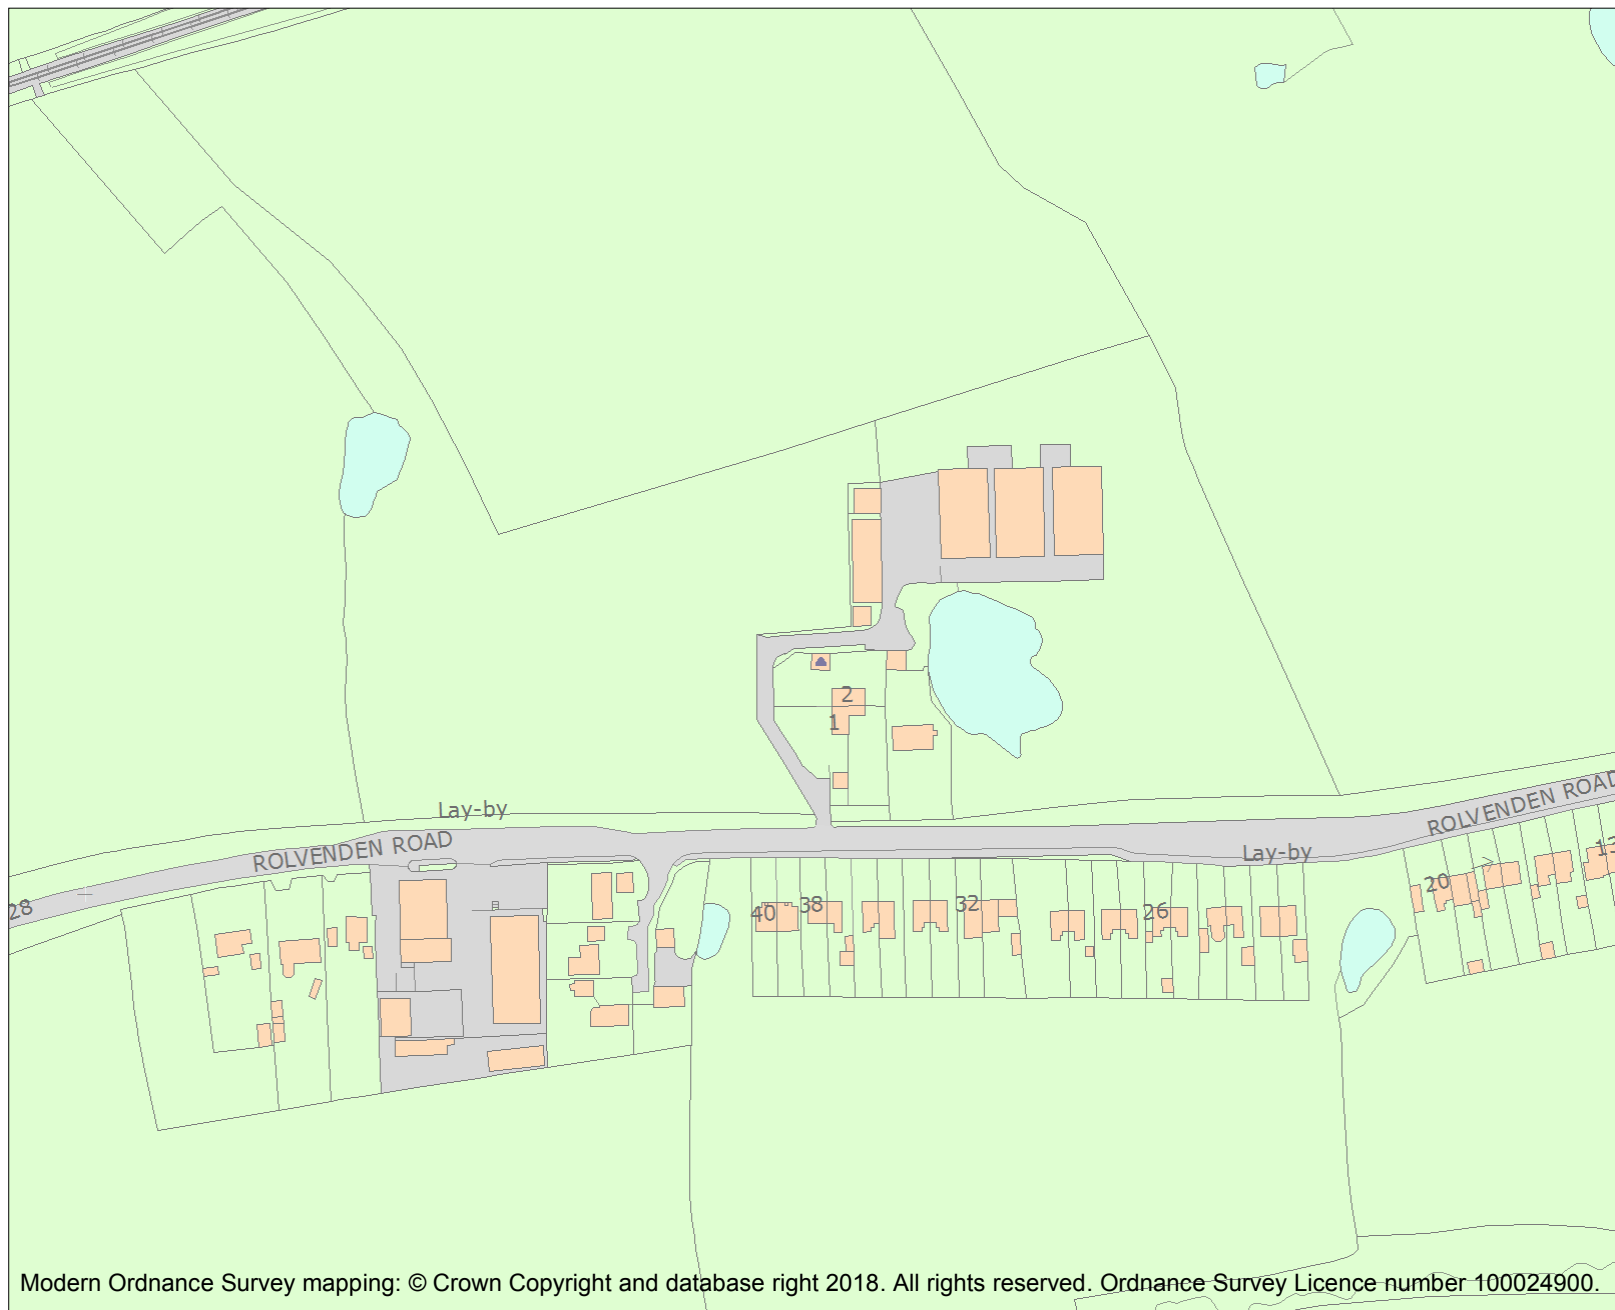 2
1
Lay-by
ROLVENDEN ROAD
ROLVENDEN ROAD
Lay-by
28
40
38
32
26
20
13
Modern Ordnance Survey mapping: © Crown Copyright and database right 2018. All rights reserved. Ordnance Survey Licence number 100024900.